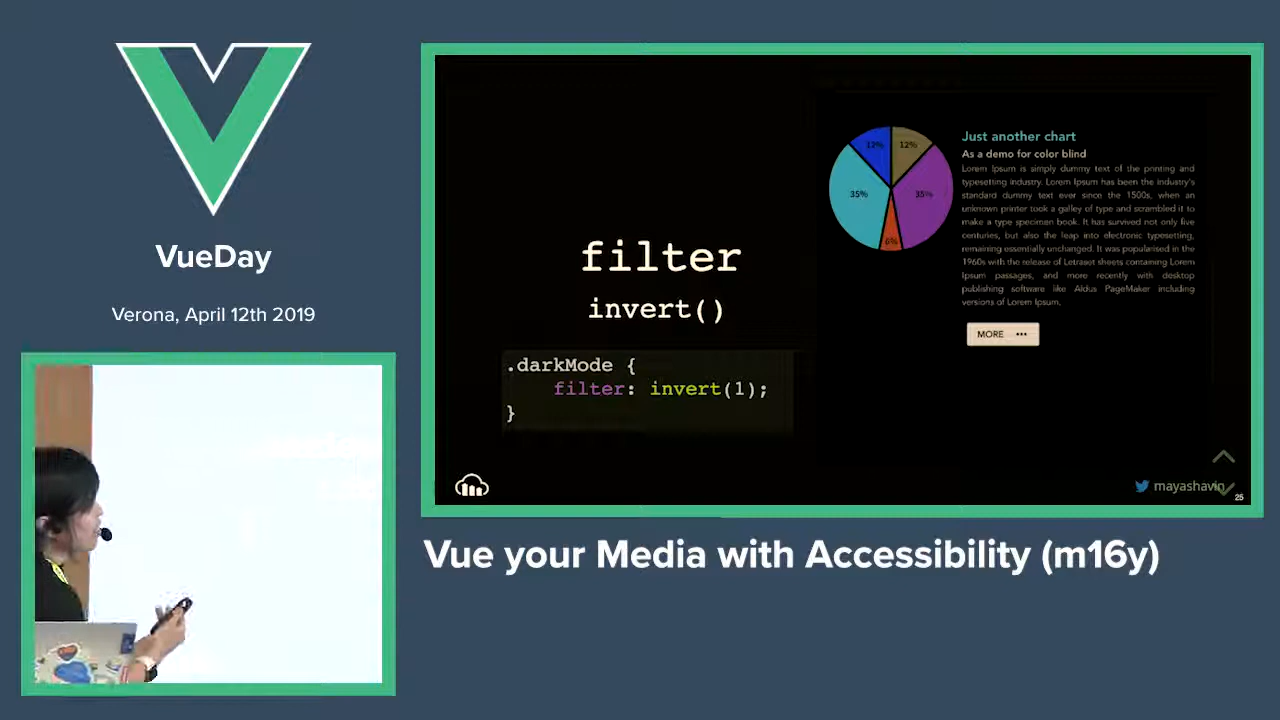 VueDay
Verona, April 12th 2019
filter
invert()
.darkMode {
filter: invert(1);
}
12%
12%
35%
35%
6%
Just another chart
As a demo for color blind
Lorem Ipsum is simply dummy text of the printing and
typesetting industry. Lorem Ipsum has been the industry's
standard dummy text ever since the 1500s, when an
unknown printer took a galley of type and scrambled it to
make a type specimen book. It has survived not only five
centuries, but also the leap into electronic typesetting,
remaining essentially unchanged. It was popularised in the
1960s with the release of Letraset sheets containing Lorem
Ipsum passages, and more recently with desktop
publishing software like Aldus PageMaker including
versions of Lorem Ipsum.
MORE •••
mayashavin
25
Vue your Media with Accessibility (m16y)